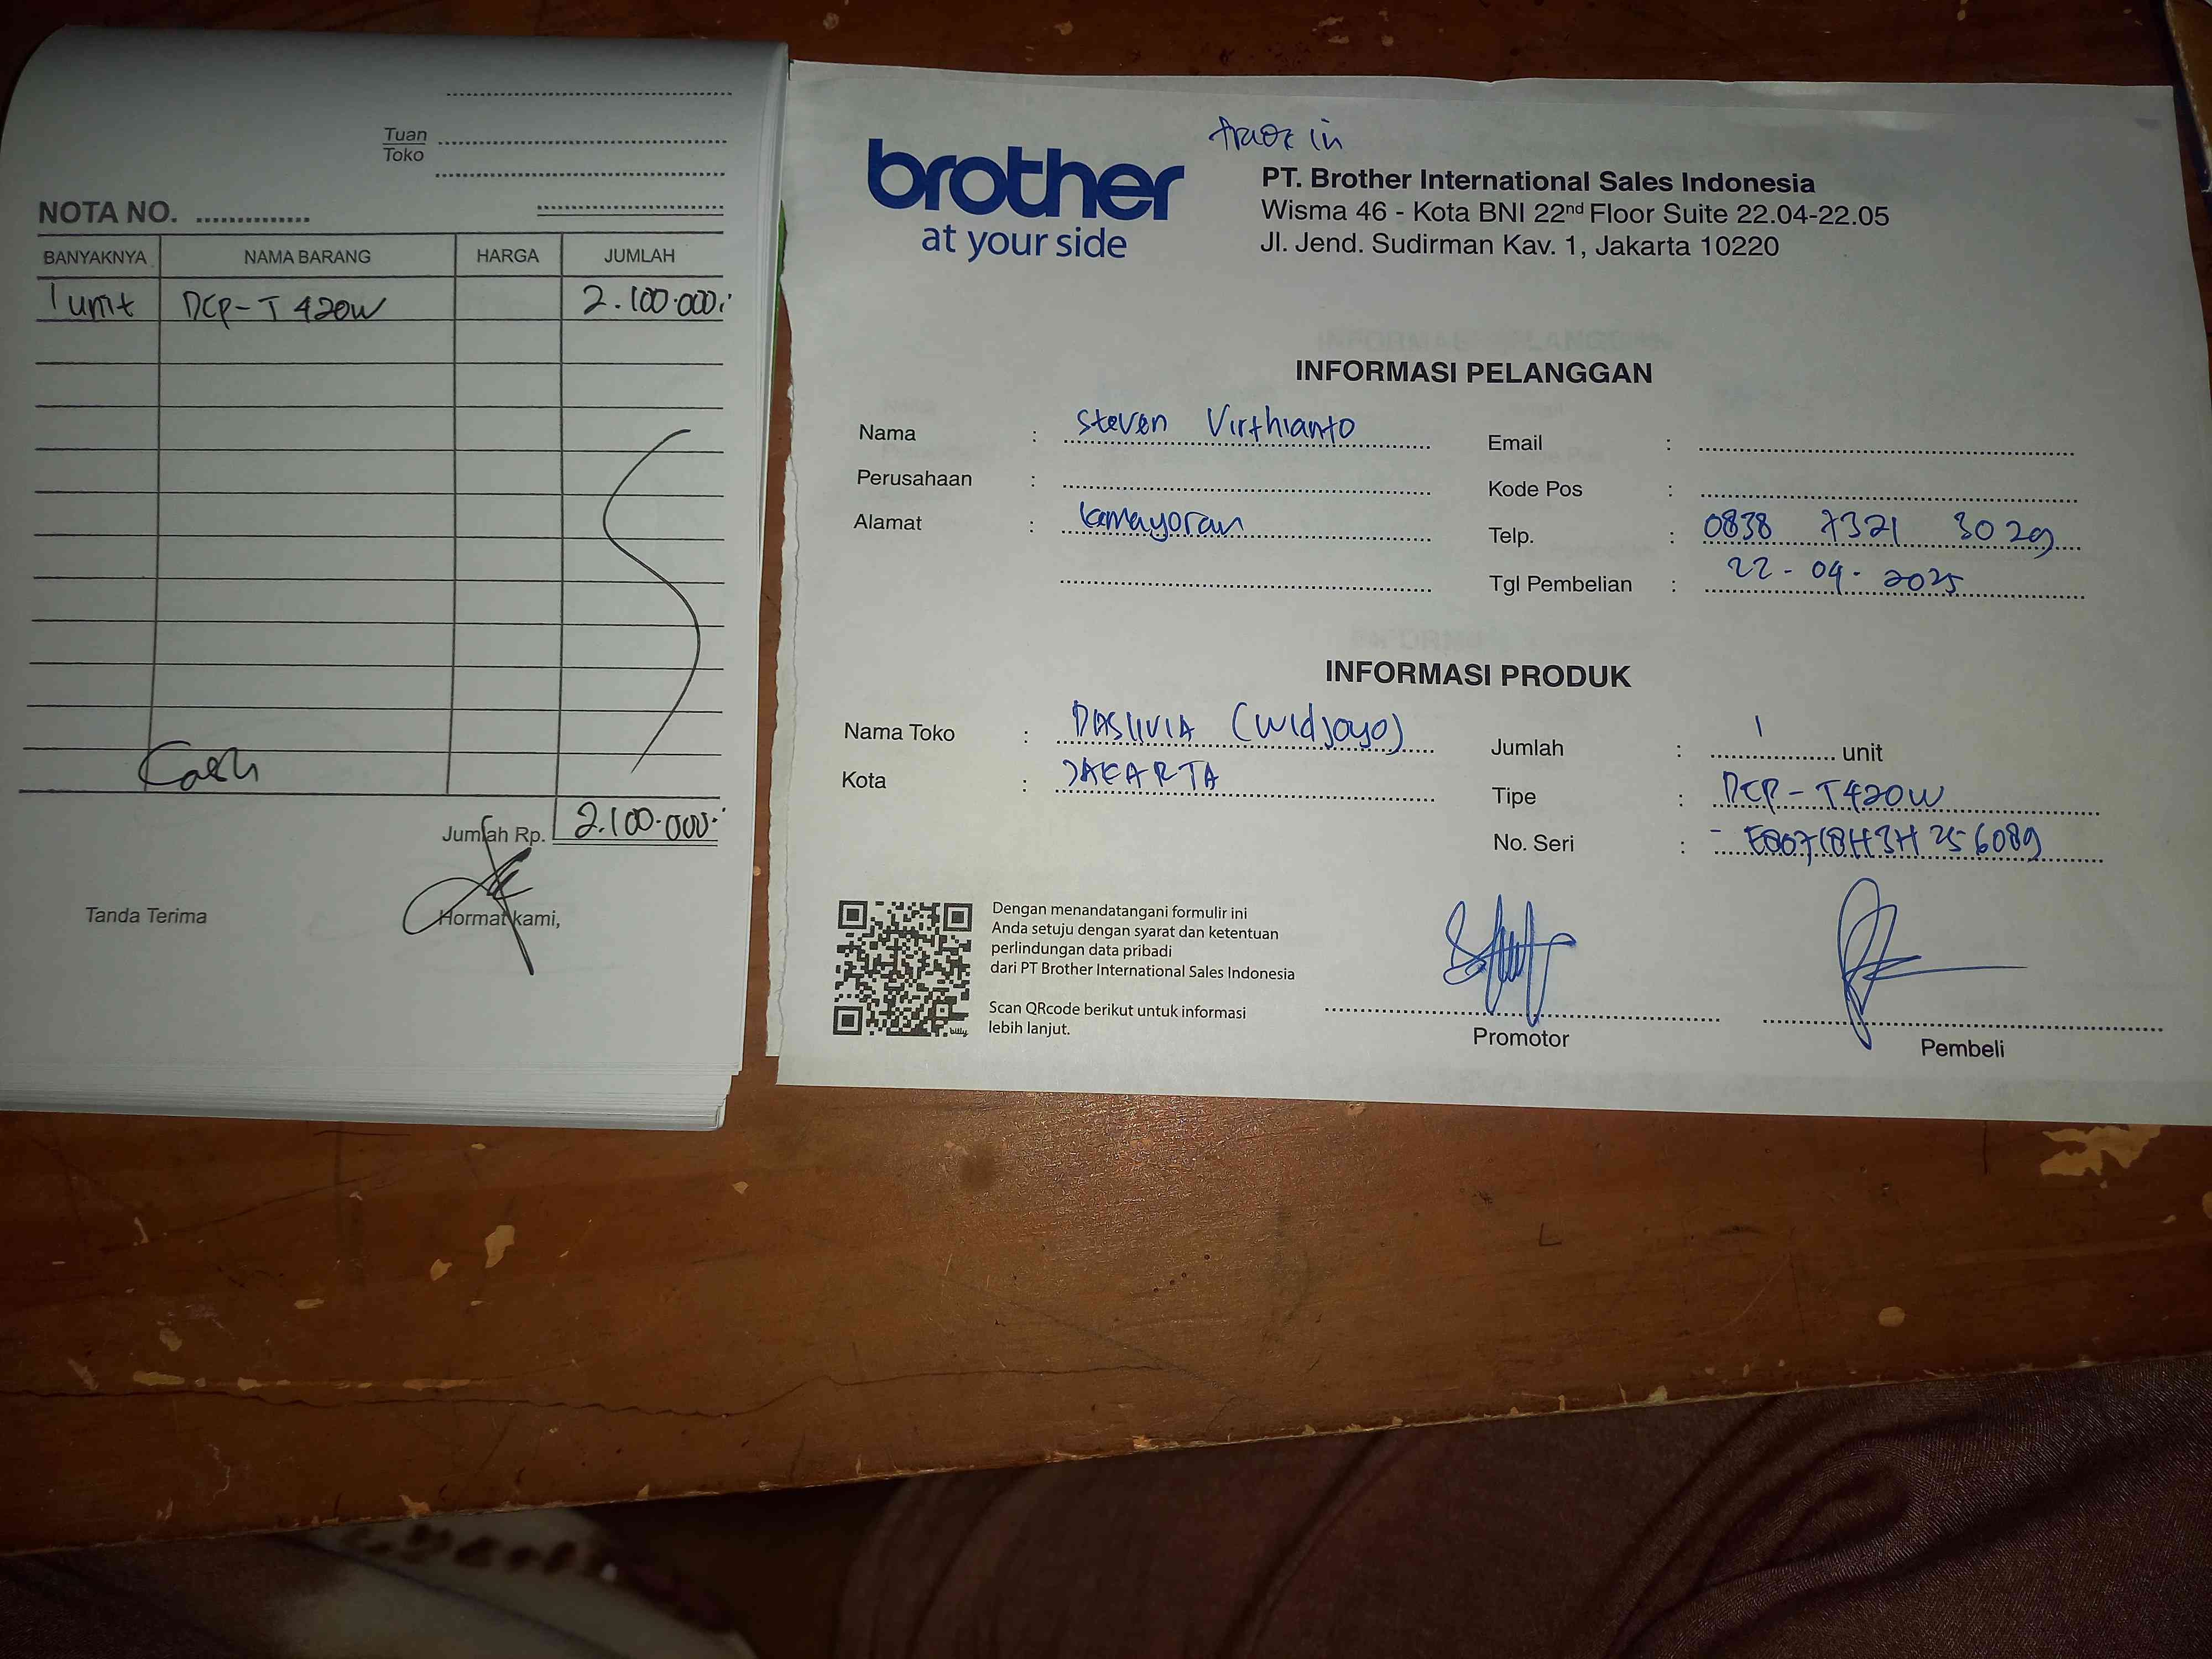 Tuan
Toko
NOTA NO.
BANYAKNYA NAMA BARANG HARGA JUMLAH
1 unit DCP-T 420W 2.100.000
Cash
Jumlah Rp. 2.100.000
Tanda Terima Hormat kami,
trade in
brother
at your side
PT. Brother International Sales Indonesia
Wisma 46 - Kota BNI 22nd Floor Suite 22.04-22.05
Jl. Jend. Sudirman Kav. 1, Jakarta 10220
INFORMASI PELANGGAN
Nama : Steven Virthianto
Email :
Perusahaan :
Kode Pos :
Alamat : kemayoran
Telp. : 0838 7321 3029
Tgl Pembelian : 22 - 04 - 2025
INFORMASI PRODUK
Nama Toko : DASLIVIA (Widjoyo)
Jumlah : 1 unit
Kota : JAKARTA
Tipe : DCP - T420W
No. Seri :
Dengan menandatangani formulir ini
Anda setuju dengan syarat dan ketentuan
perlindungan data pribadi
dari PT Brother International Sales Indonesia
Scan QRcode berikut untuk informasi
lebih lanjut.
bitly
Promotor
Pembeli